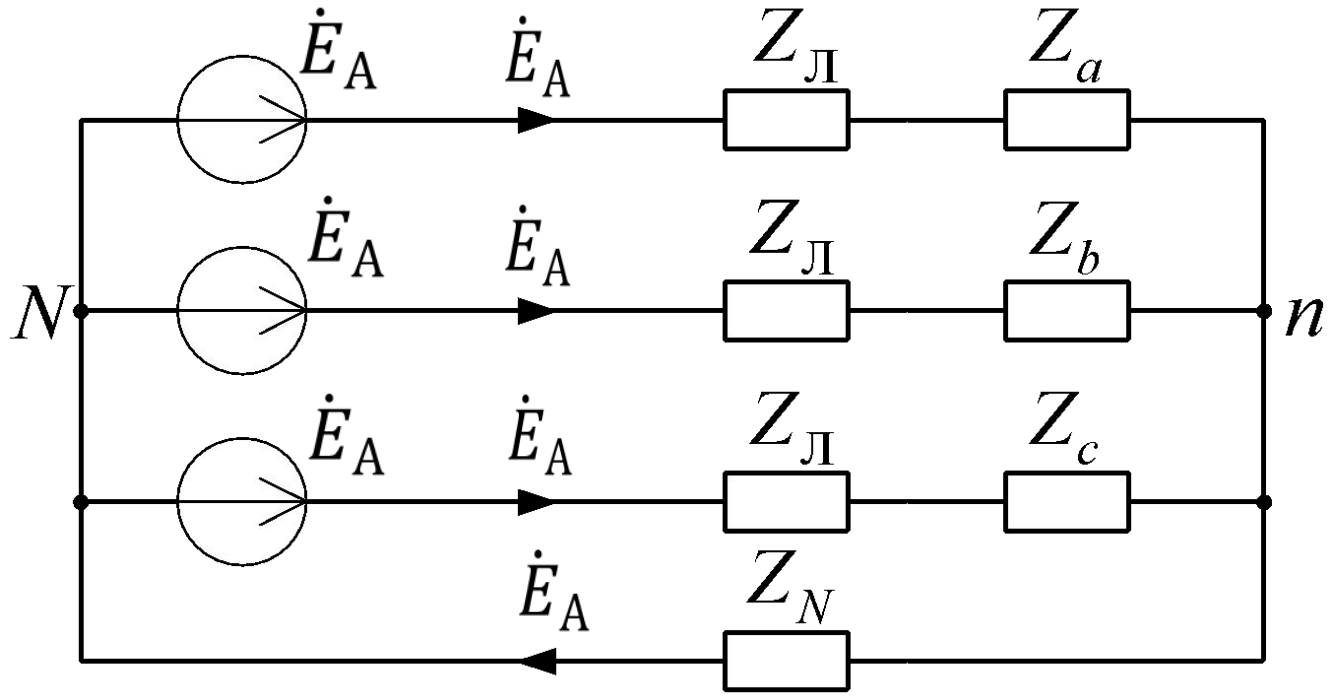 Ė_A Ė_A Z_Л Z_a
Ė_A Ė_A Z_Л Z_b
N n
Ė_A Ė_A Z_Л Z_c
Ė_A Z_N